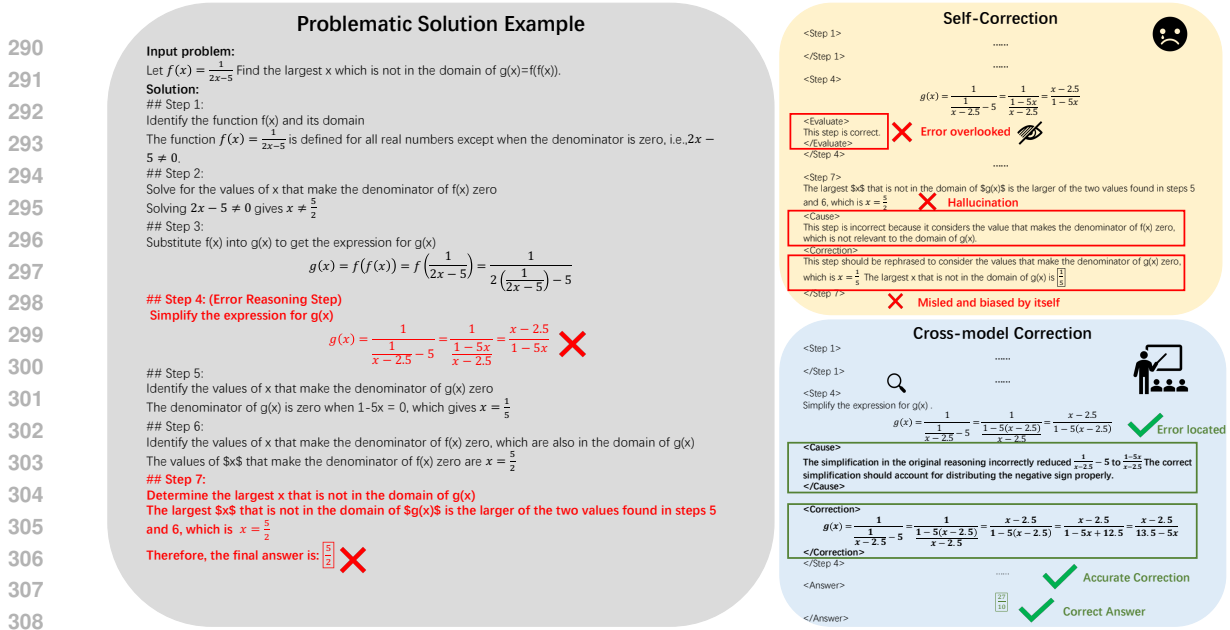 290
291
292
293
294
295
296
297
298
299
300
301
302
303
304
305
306
307
308
Problematic Solution Example
Input problem:
Let f(x) = 1/(2x−5) Find the largest x which is not in the domain of g(x)=f(f(x)).
Solution:
## Step 1:
Identify the function f(x) and its domain
The function f(x) = 1/(2x−5) is defined for all real numbers except when the denominator is zero, i.e.,2x −
5 ≠ 0.
## Step 2:
Solve for the values of x that make the denominator of f(x) zero
Solving 2x − 5 ≠ 0 gives x ≠ 5/2
## Step 3:
Substitute f(x) into g(x) to get the expression for g(x)
g(x) = f(f(x)) = f(1/(2x − 5)) = 1/(2(1/(2x − 5)) − 5)
## Step 4: (Error Reasoning Step)
Simplify the expression for g(x)
g(x) = 1/(1/(x − 2.5) − 5) = 1/((1 − 5x)/(x − 2.5)) = (x − 2.5)/(1 − 5x)
## Step 5:
Identify the values of x that make the denominator of g(x) zero
The denominator of g(x) is zero when 1-5x = 0, which gives x = 1/5
## Step 6:
Identify the values of x that make the denominator of f(x) zero, which are also in the domain of g(x)
The values of $x$ that make the denominator of f(x) zero are x = 5/2
## Step 7:
Determine the largest x that is not in the domain of g(x)
The largest $x$ that is not in the domain of $g(x)$ is the larger of the two values found in steps 5
and 6, which is x = 5/2
Therefore, the final answer is: 5/2
Self-Correction
<Step 1>
......
</Step 1>
<Step 4>
g(x) = 1/(1/(x − 2.5) − 5) = 1/((1 − 5x)/(x − 2.5)) = (x − 2.5)/(1 − 5x)
<Evaluate>
This step is correct.
</Evaluate>
Error overlooked
</Step 4>
......
<Step 7>
The largest $x$ that is not in the domain of $g(x)$ is the larger of the two values found in steps 5
and 6, which is x = 5/2
Hallucination
<Cause>
This step is incorrect because it considers the value that makes the denominator of f(x) zero,
which is not relevant to the domain of g(x).
<Correction>
This step should be rephrased to consider the values that make the denominator of g(x) zero,
which is x = 1/5 The largest x that is not in the domain of g(x) is 1/5
</Step 7>
Misled and biased by itself
Cross-model Correction
<Step 1>
......
</Step 1>
......
<Step 4>
Simplify the expression for g(x) .
g(x) = 1/(1/(x − 2.5) − 5) = 1/((1 − 5(x − 2.5))/(x − 2.5)) = (x − 2.5)/(1 − 5(x − 2.5))
Error located
<Cause>
The simplification in the original reasoning incorrectly reduced 1/(x−2.5) − 5 to (1−5x)/(x−2.5) The correct
simplification should account for distributing the negative sign properly.
</Cause>
<Correction>
g(x) = 1/(1/(x − 2.5) − 5) = 1/((1 − 5(x − 2.5))/(x − 2.5)) = (x − 2.5)/(1 − 5(x − 2.5)) = (x − 2.5)/(1 − 5x + 12.5) = (x − 2.5)/(13.5 − 5x)
</Correction>
</Step 4>
......
Accurate Correction
<Answer>
27/10
Correct Answer
</Answer>